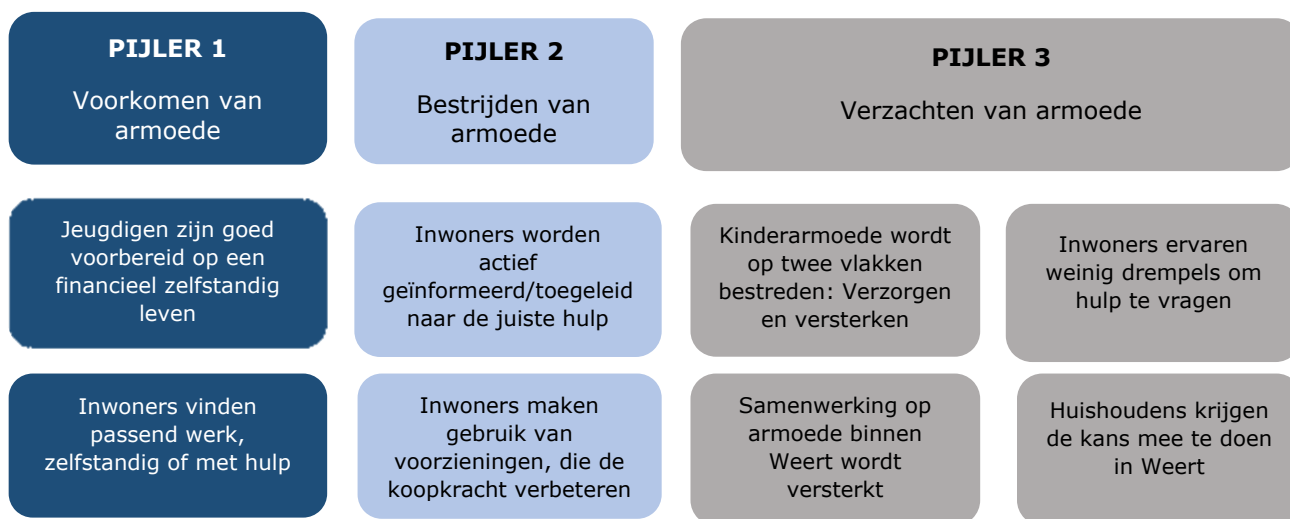 PIJLER 1
Voorkomen van
armoede
PIJLER 2
Bestrijden van
armoede
PIJLER 3
Verzachten van armoede
Jeugdigen zijn goed
voorbereid op een
financieel zelfstandig
leven
Inwoners worden
actief
geïnformeerd/toegeleid
naar de juiste hulp
Kinderarmoede wordt
op twee vlakken
bestreden: Verzorgen
en versterken
Inwoners ervaren
weinig drempels om
hulp te vragen
Inwoners vinden
passend werk,
zelfstandig of met hulp
Inwoners maken
gebruik van
voorzieningen, die de
koopkracht verbeteren
Samenwerking op
armoede binnen
Weert wordt
versterkt
Huishoudens krijgen
de kans mee te doen
in Weert